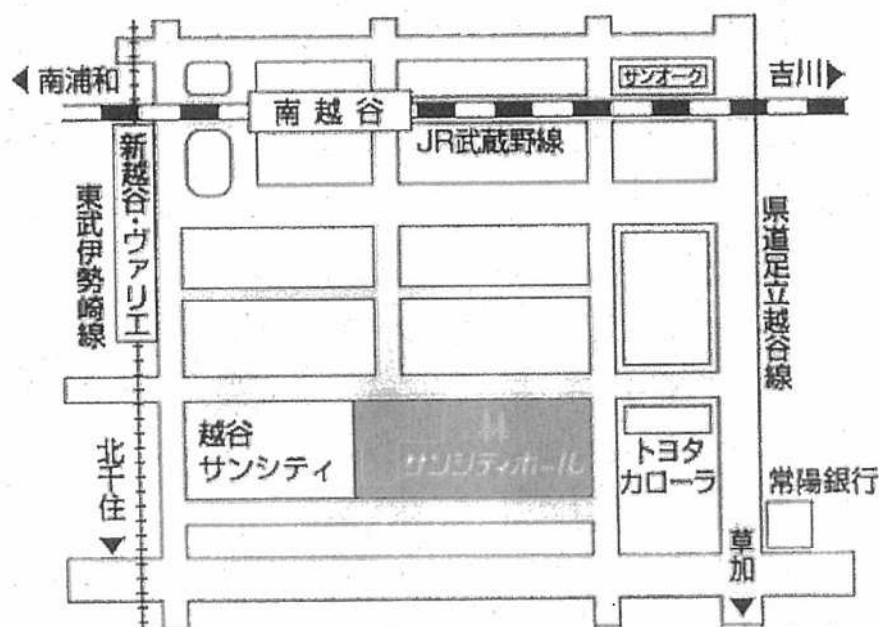 南浦和
サンオーク
吉川
南越谷
JR武蔵野線
新越谷・ヴァリエ
東武伊勢崎線
県道足立越谷線
越谷
サンシティ
サンシティホール
トヨタ
カローラ
常陽銀行
北千住
草加